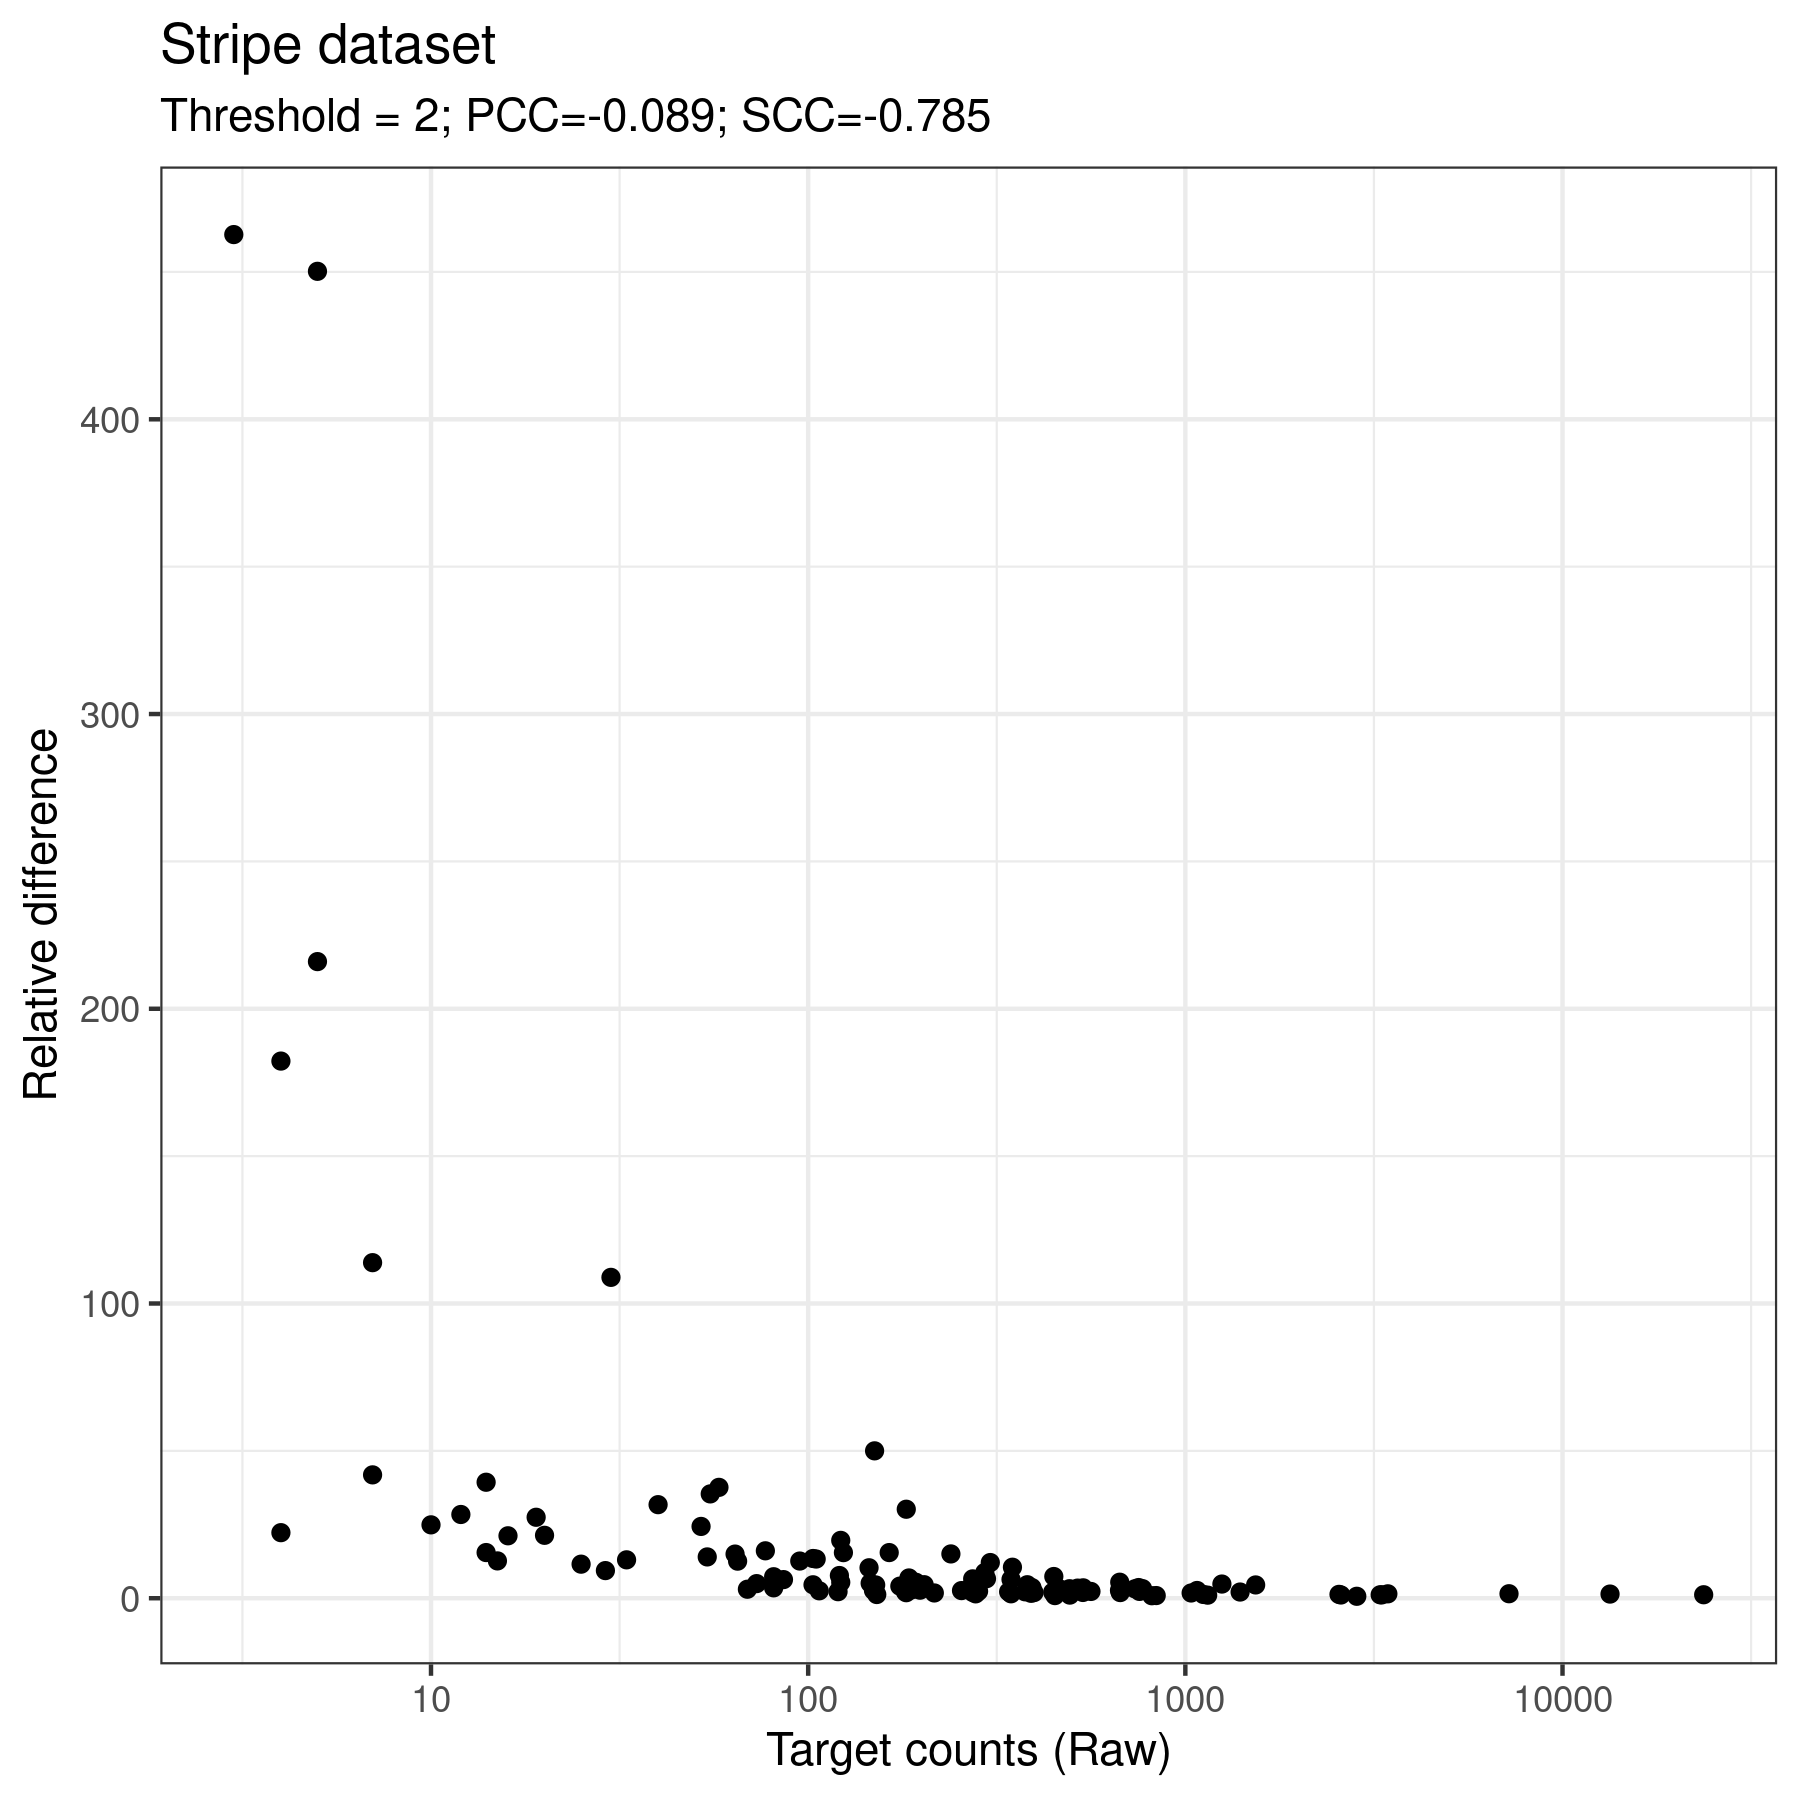 Stripe dataset
Threshold = 2; PCC=-0.089; SCC=-0.785
Relative difference
400
300
200
100
0
10 100 1000 10000
Target counts (Raw)